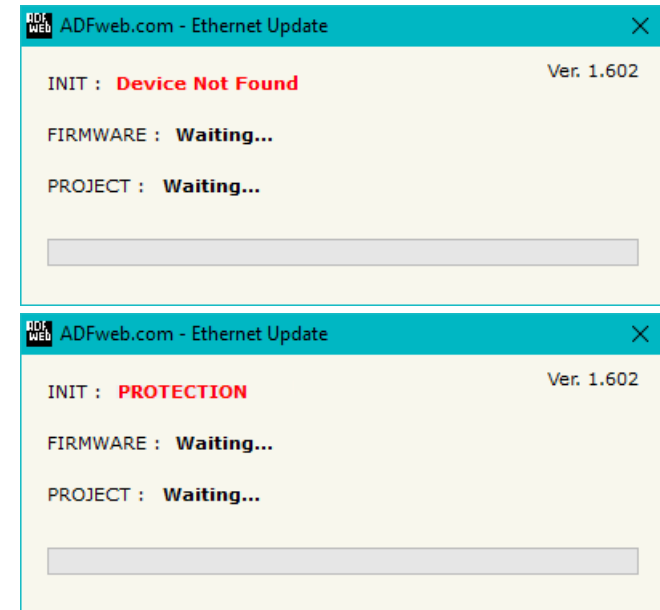 ADF
web ADFweb.com - Ethernet Update
INIT : Device Not Found Ver. 1.602
FIRMWARE : Waiting...
PROJECT : Waiting...
ADF
web ADFweb.com - Ethernet Update
INIT : PROTECTION Ver. 1.602
FIRMWARE : Waiting...
PROJECT : Waiting...